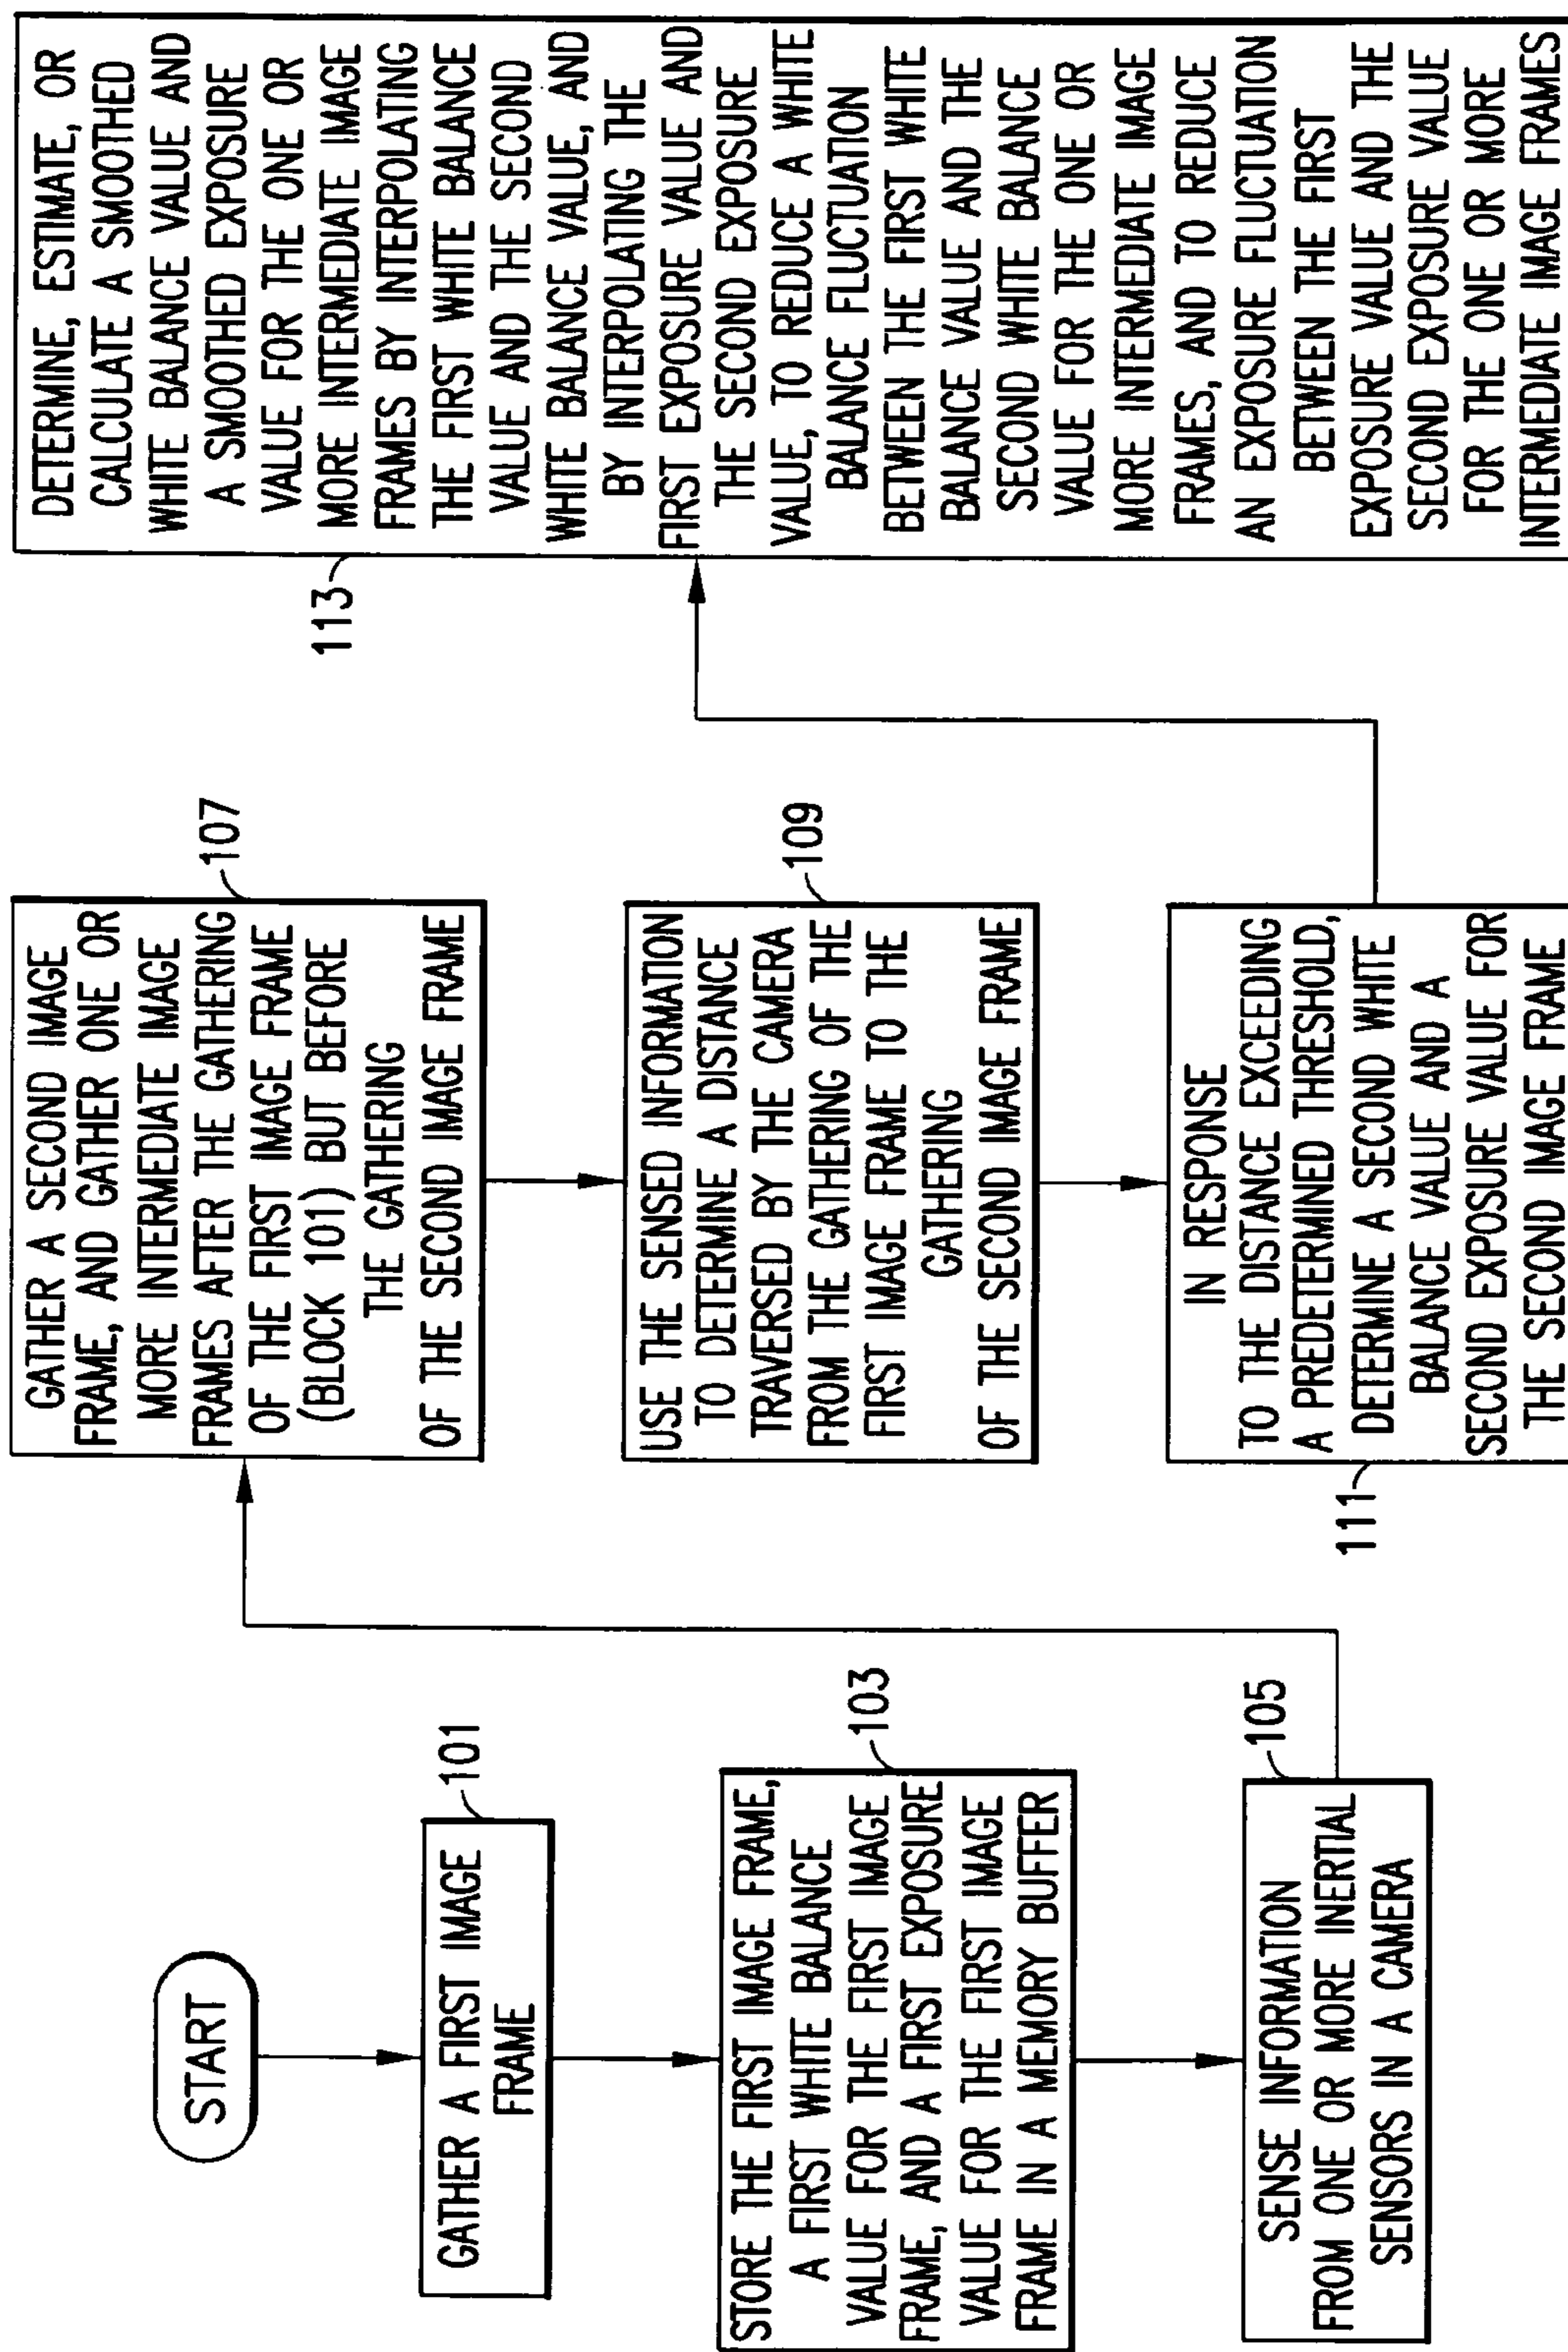 START
GATHER A FIRST IMAGE
FRAME
101
STORE THE FIRST IMAGE FRAME,
A FIRST WHITE BALANCE
VALUE FOR THE FIRST IMAGE
FRAME, AND A FIRST EXPOSURE
VALUE FOR THE FIRST IMAGE
FRAME IN A MEMORY BUFFER
103
SENSE INFORMATION
FROM ONE OR MORE INERTIAL
SENSORS IN A CAMERA
105
GATHER A SECOND IMAGE
FRAME, AND GATHER ONE OR
MORE INTERMEDIATE IMAGE
FRAMES AFTER THE GATHERING
OF THE FIRST IMAGE FRAME
(BLOCK 101) BUT BEFORE
THE GATHERING
OF THE SECOND IMAGE FRAME
107
USE THE SENSED INFORMATION
TO DETERMINE A DISTANCE
TRAVERSED BY THE CAMERA
FROM THE GATHERING OF THE
FIRST IMAGE FRAME TO THE
GATHERING
OF THE SECOND IMAGE FRAME
109
IN RESPONSE
TO THE DISTANCE EXCEEDING
A PREDETERMINED THRESHOLD,
DETERMINE A SECOND WHITE
BALANCE VALUE AND A
SECOND EXPOSURE VALUE FOR
THE SECOND IMAGE FRAME
111
DETERMINE, ESTIMATE, OR
CALCULATE A SMOOTHED
WHITE BALANCE VALUE AND
A SMOOTHED EXPOSURE
VALUE FOR THE ONE OR
MORE INTERMEDIATE IMAGE
FRAMES BY INTERPOLATING
THE FIRST WHITE BALANCE
VALUE AND THE SECOND
WHITE BALANCE VALUE, AND
BY INTERPOLATING THE
FIRST EXPOSURE VALUE AND
THE SECOND EXPOSURE
VALUE, TO REDUCE A WHITE
BALANCE FLUCTUATION
BETWEEN THE FIRST WHITE
BALANCE VALUE AND THE
SECOND WHITE BALANCE
VALUE FOR THE ONE OR
MORE INTERMEDIATE IMAGE
FRAMES, AND TO REDUCE
AN EXPOSURE FLUCTUATION
BETWEEN THE FIRST
EXPOSURE VALUE AND THE
SECOND EXPOSURE VALUE
FOR THE ONE OR MORE
INTERMEDIATE IMAGE FRAMES
113